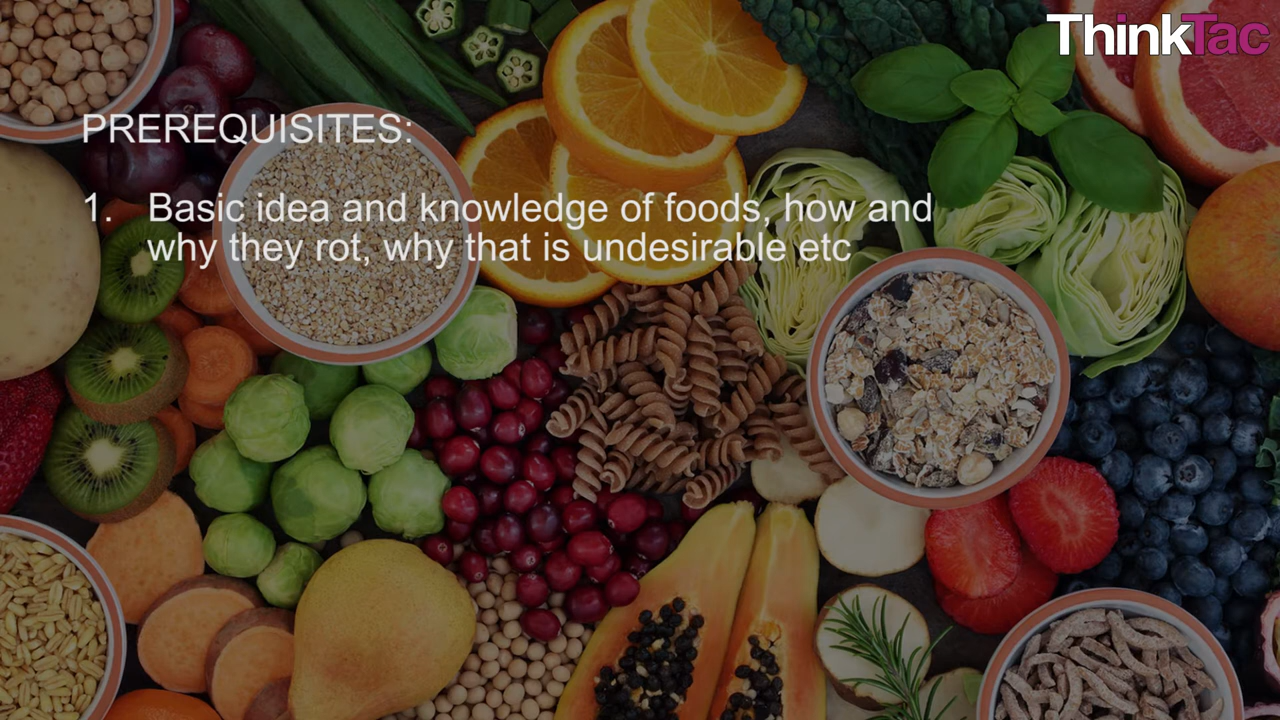 ThinkTac
PREREQUISITES:
1. Basic idea and knowledge of foods, how and
why they rot, why that is undesirable etc